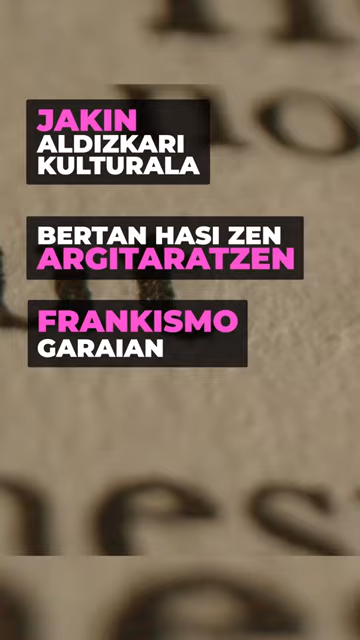 JAKIN
ALDIZKARI
KULTURALA
BERTAN HASI ZEN
ARGITARATZEN
FRANKISMO
GARAIAN